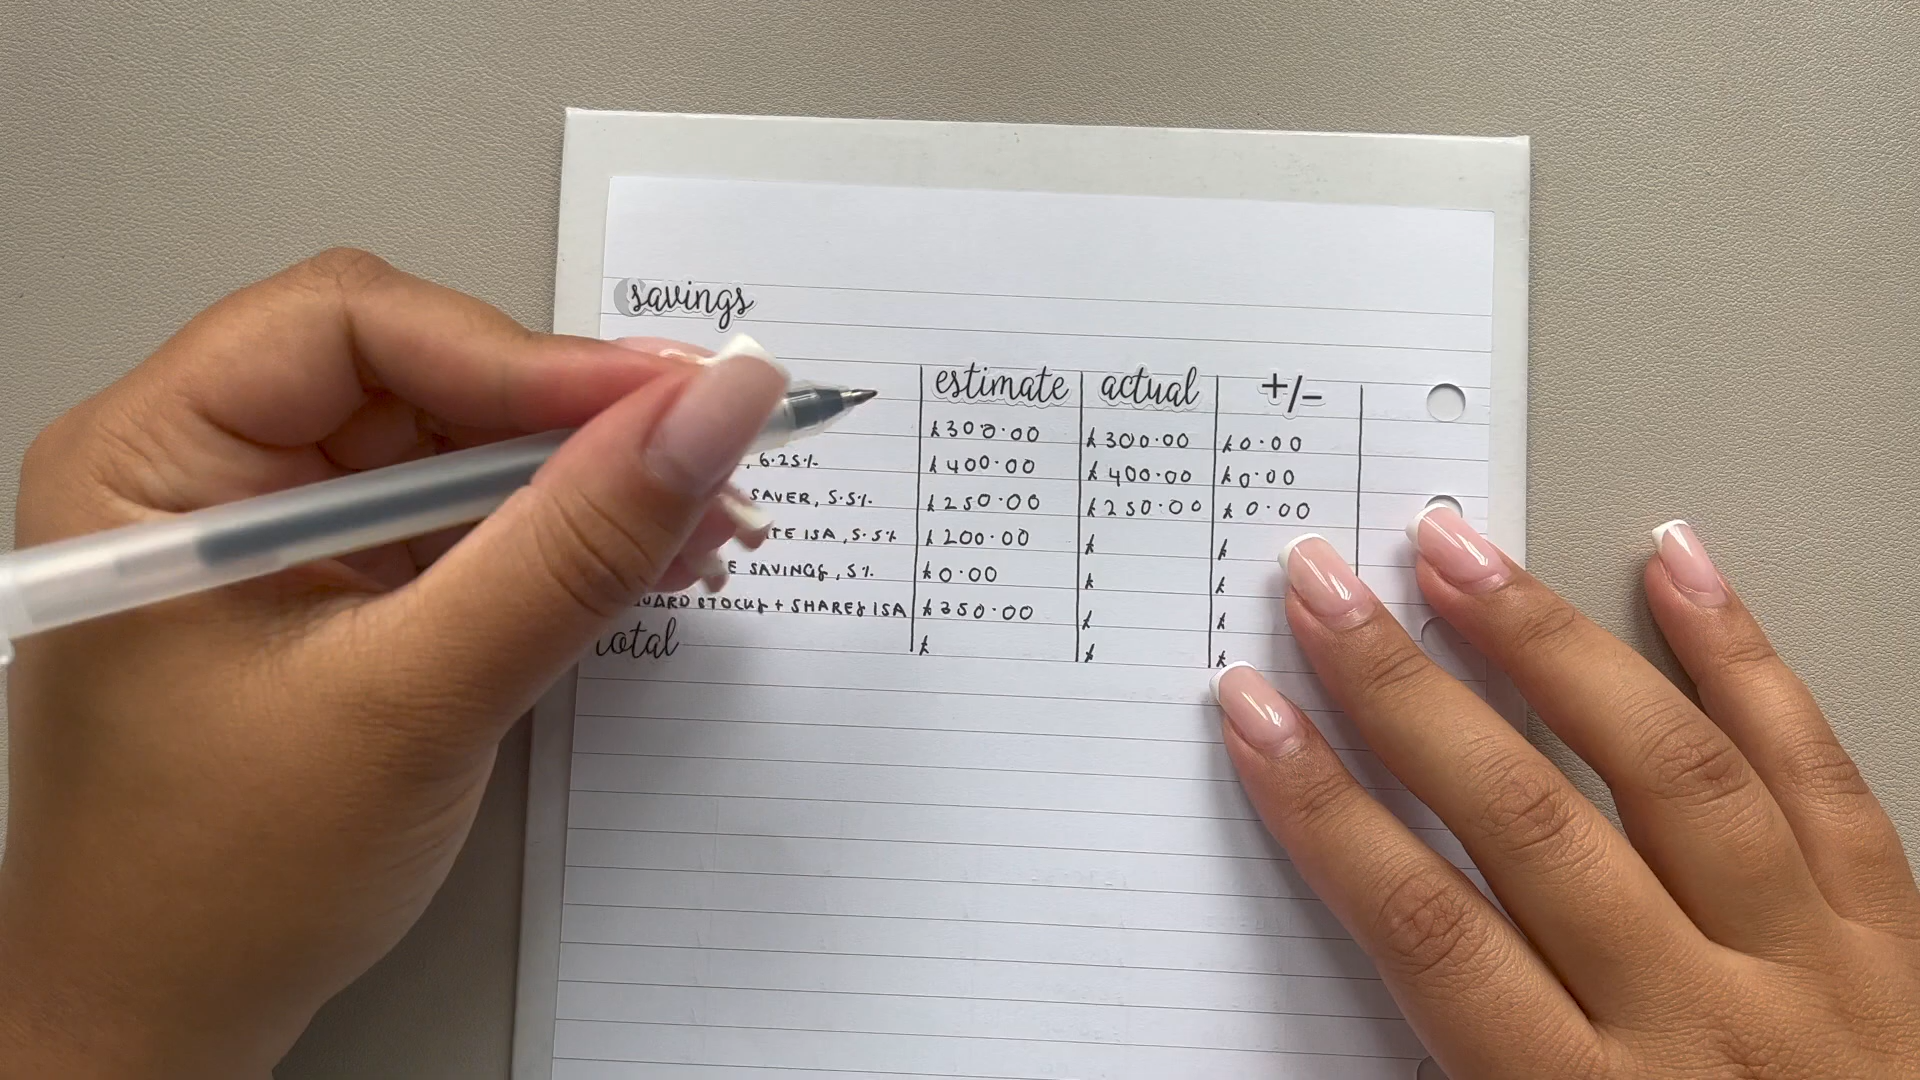 savings
estimate actual +/-
£300.00 £300.00 £0.00
, 6.25% £400.00 £400.00 £0.00
SAVER, 5.5% £250.00 £250.00 £0.00
ISA, 5.5% £200.00 £ £
SAVINGS, 5% £0.00 £ £
STOCKS + SHARES ISA £350.00 £ £
total £ £ £